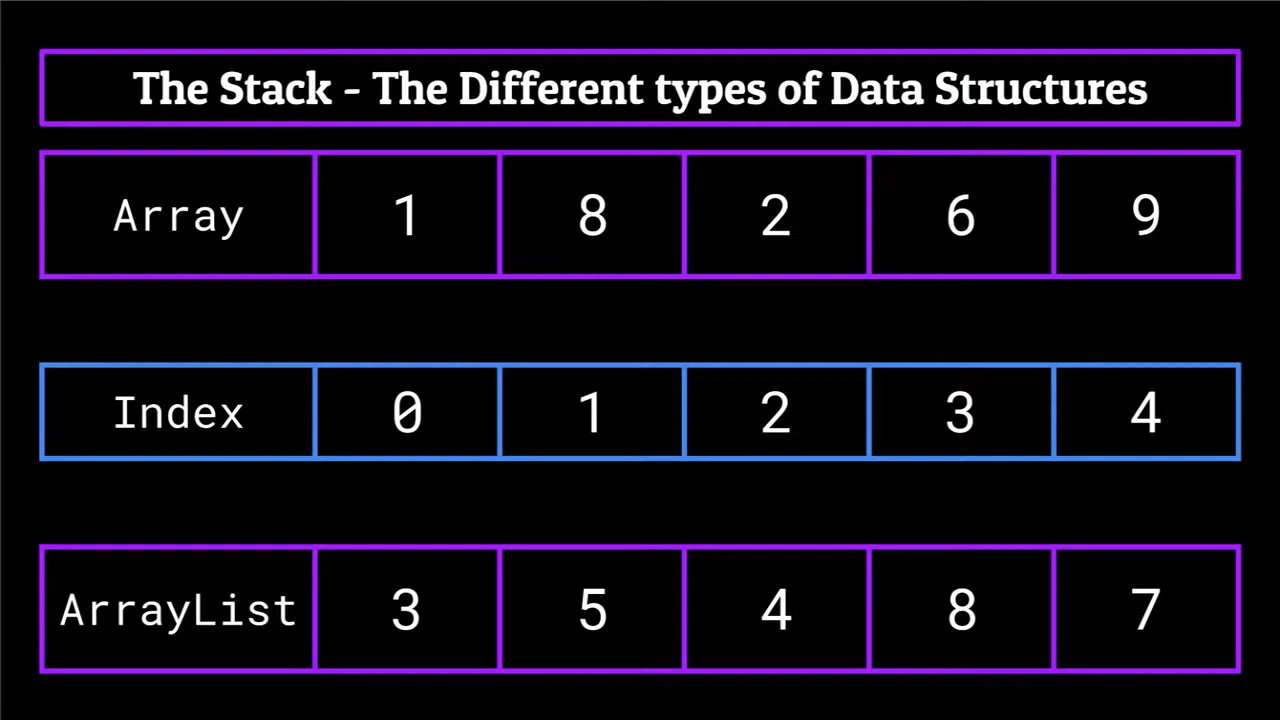 The Stack - The Different types of Data Structures
Array 1 8 2 6 9
Index 0 1 2 3 4
ArrayList 3 5 4 8 7